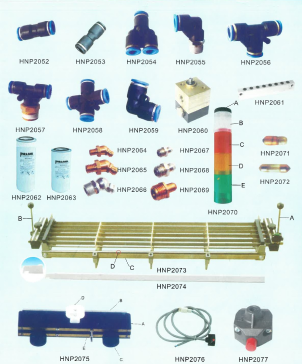 HNP2052
HNP2053
HNP2054
HNP2055
HNP2056
A
HNP2061
B
HNP2057
HNP2058
HNP2059
HNP2060
C
HNP2071
HNP2064
HNP2067
D
HNP2065
HNP2068
HNP2072
E
HNP2062
HNP2063
HNP2066
HNP2069
HNP2070
B
A
D
C
HNP2073
HNP2074
D
B
A
HNP2075
C
HNP2076
HNP2077